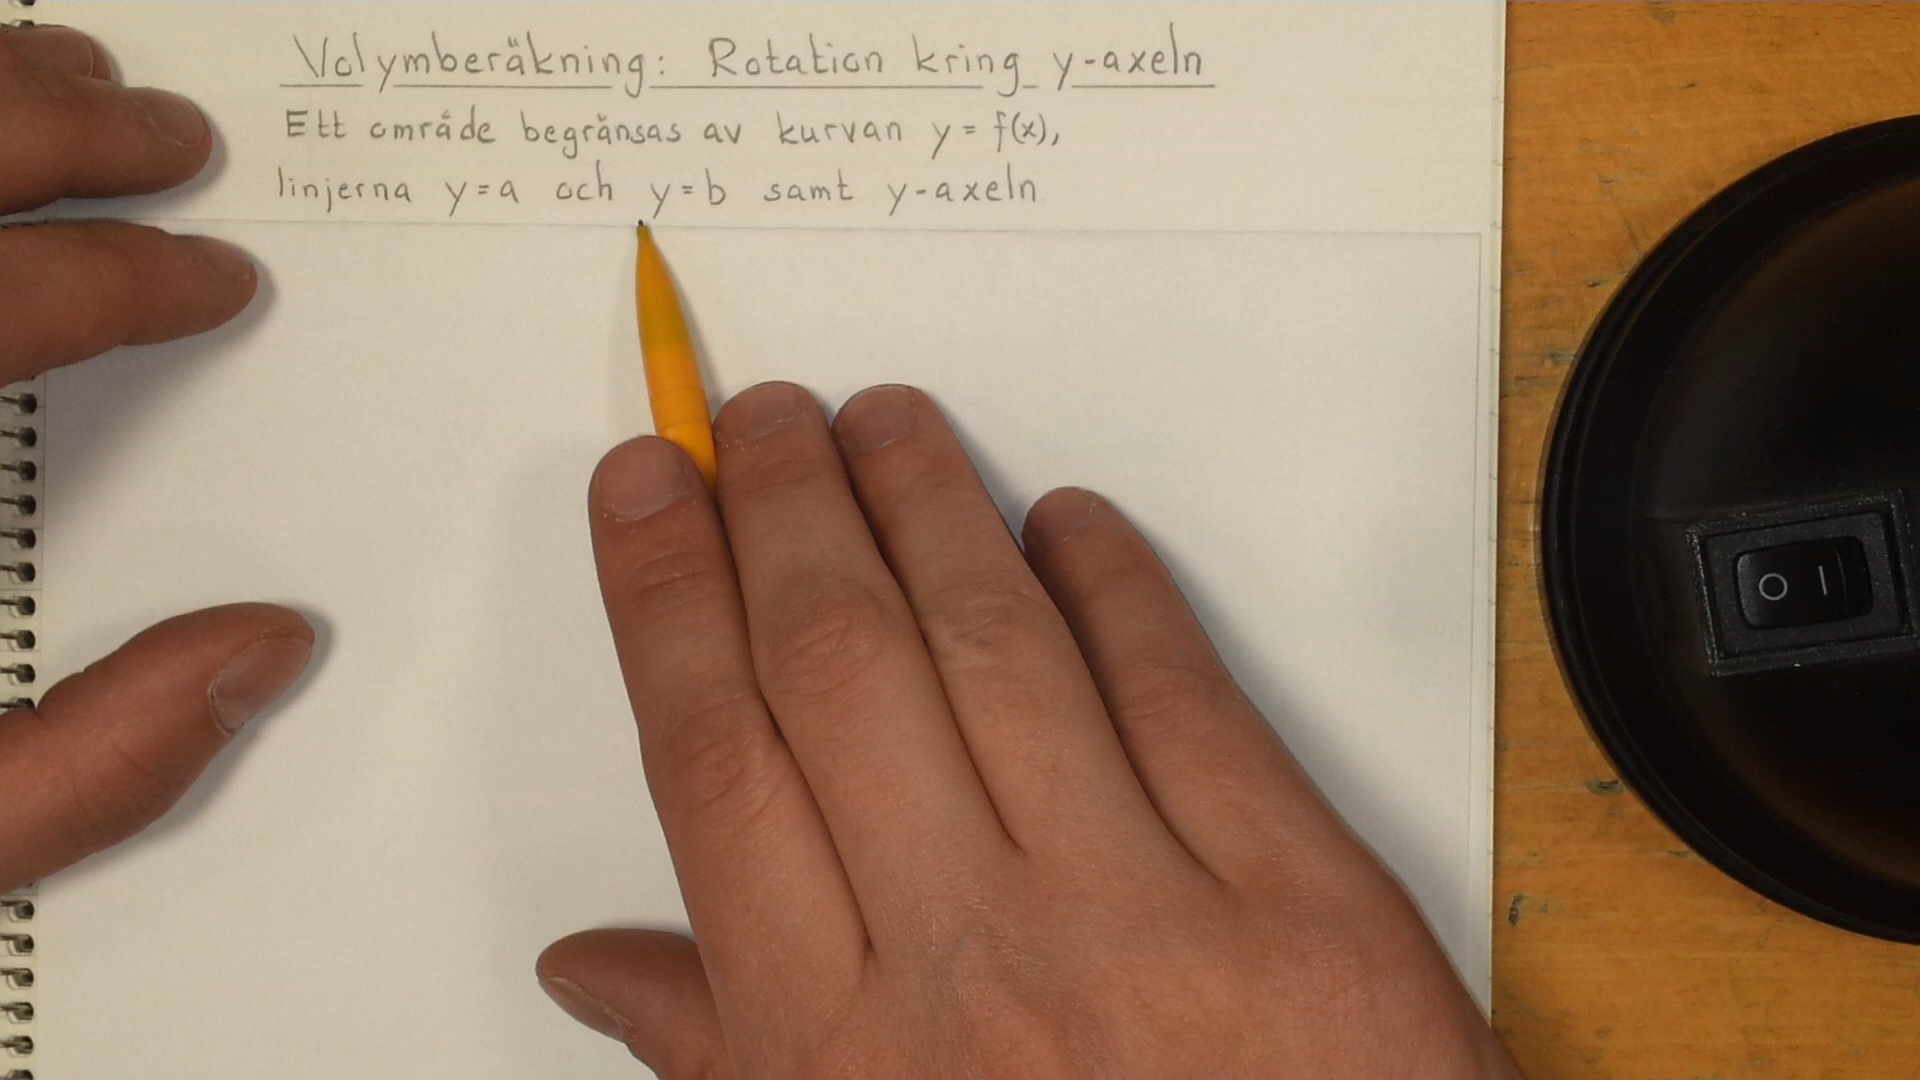 Volymberäkning: Rotation kring y-axeln
Ett område begränsas av kurvan y = f(x),
linjerna y = a och y = b samt y-axeln.
O I